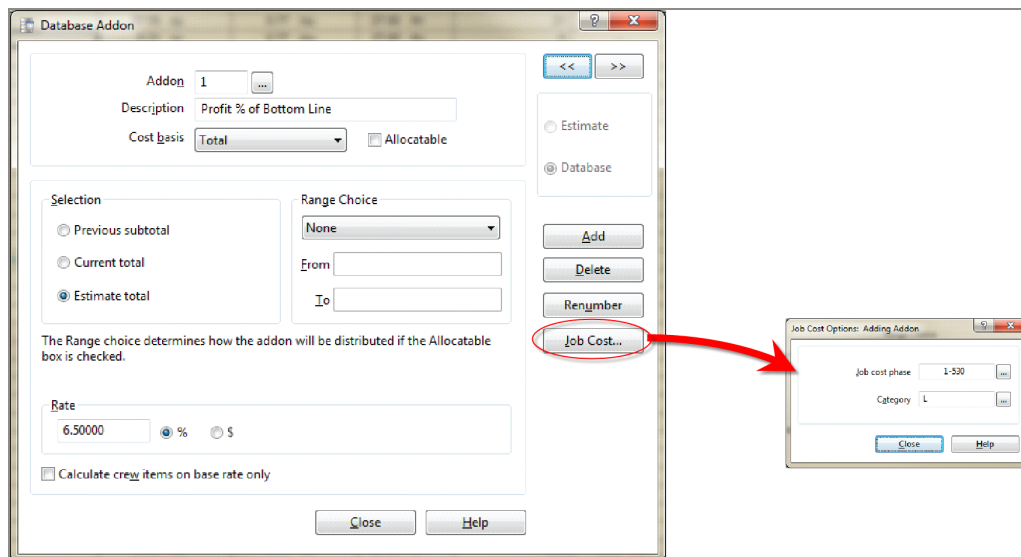 Database Addon
?
X
<< >>
Addon 1 ...
Description Profit % of Bottom Line
Cost basis Total
Allocatable
Estimate
Database
Selection
Previous subtotal
Current total
Estimate total
Range Choice
None
From
To
Add
Delete
Renumber
Job Cost...
The Range choice determines how the addon will be distributed if the Allocatable
box is checked.
Rate
6.50000 % $
Calculate crew items on base rate only
Close Help
Job Cost Options: Adding Addon
?
X
Job cost phase 1-530 ...
Category L ...
Close Help